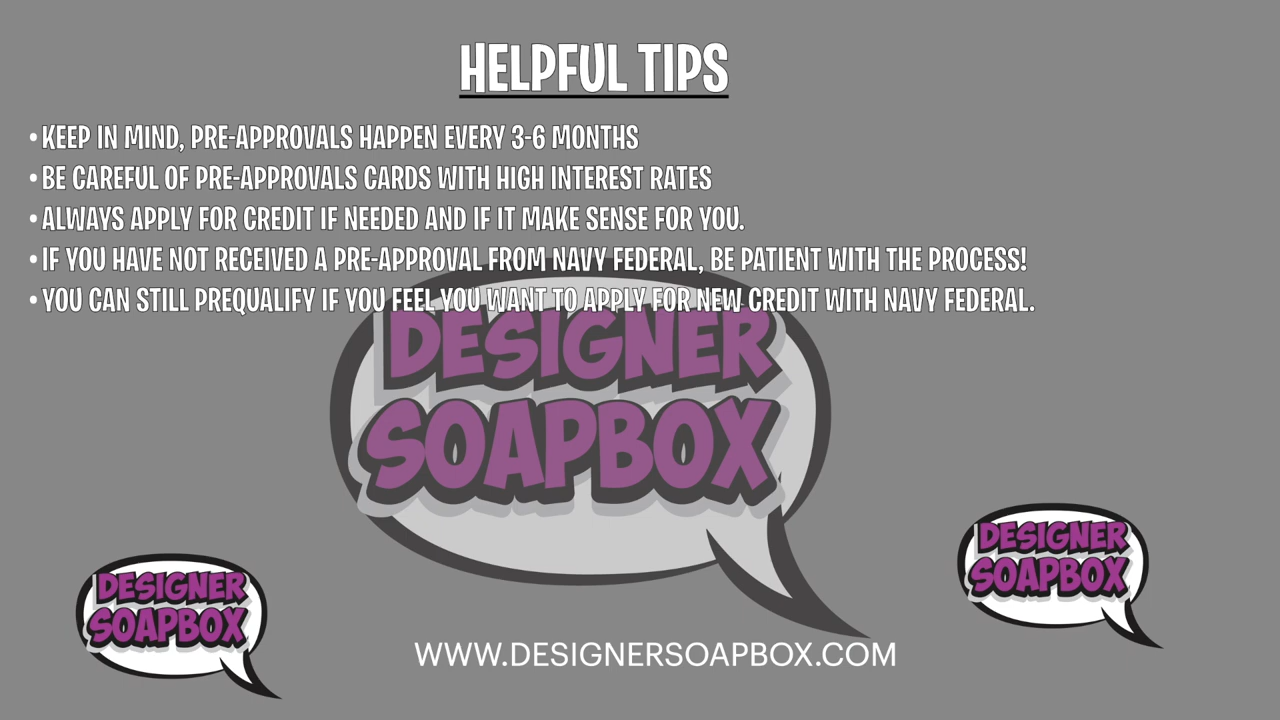 HELPFUL TIPS
• KEEP IN MIND, PRE-APPROVALS HAPPEN EVERY 3-6 MONTHS
• BE CAREFUL OF PRE-APPROVALS CARDS WITH HIGH INTEREST RATES
• ALWAYS APPLY FOR CREDIT IF NEEDED AND IF IT MAKE SENSE FOR YOU.
• IF YOU HAVE NOT RECEIVED A PRE-APPROVAL FROM NAVY FEDERAL, BE PATIENT WITH THE PROCESS!
• YOU CAN STILL PREQUALIFY IF YOU FEEL YOU WANT TO APPLY FOR NEW CREDIT WITH NAVY FEDERAL.
DESIGNER
SOAPBOX
DESIGNER
SOAPBOX
DESIGNER
SOAPBOX
WWW.DESIGNERSOAPBOX.COM